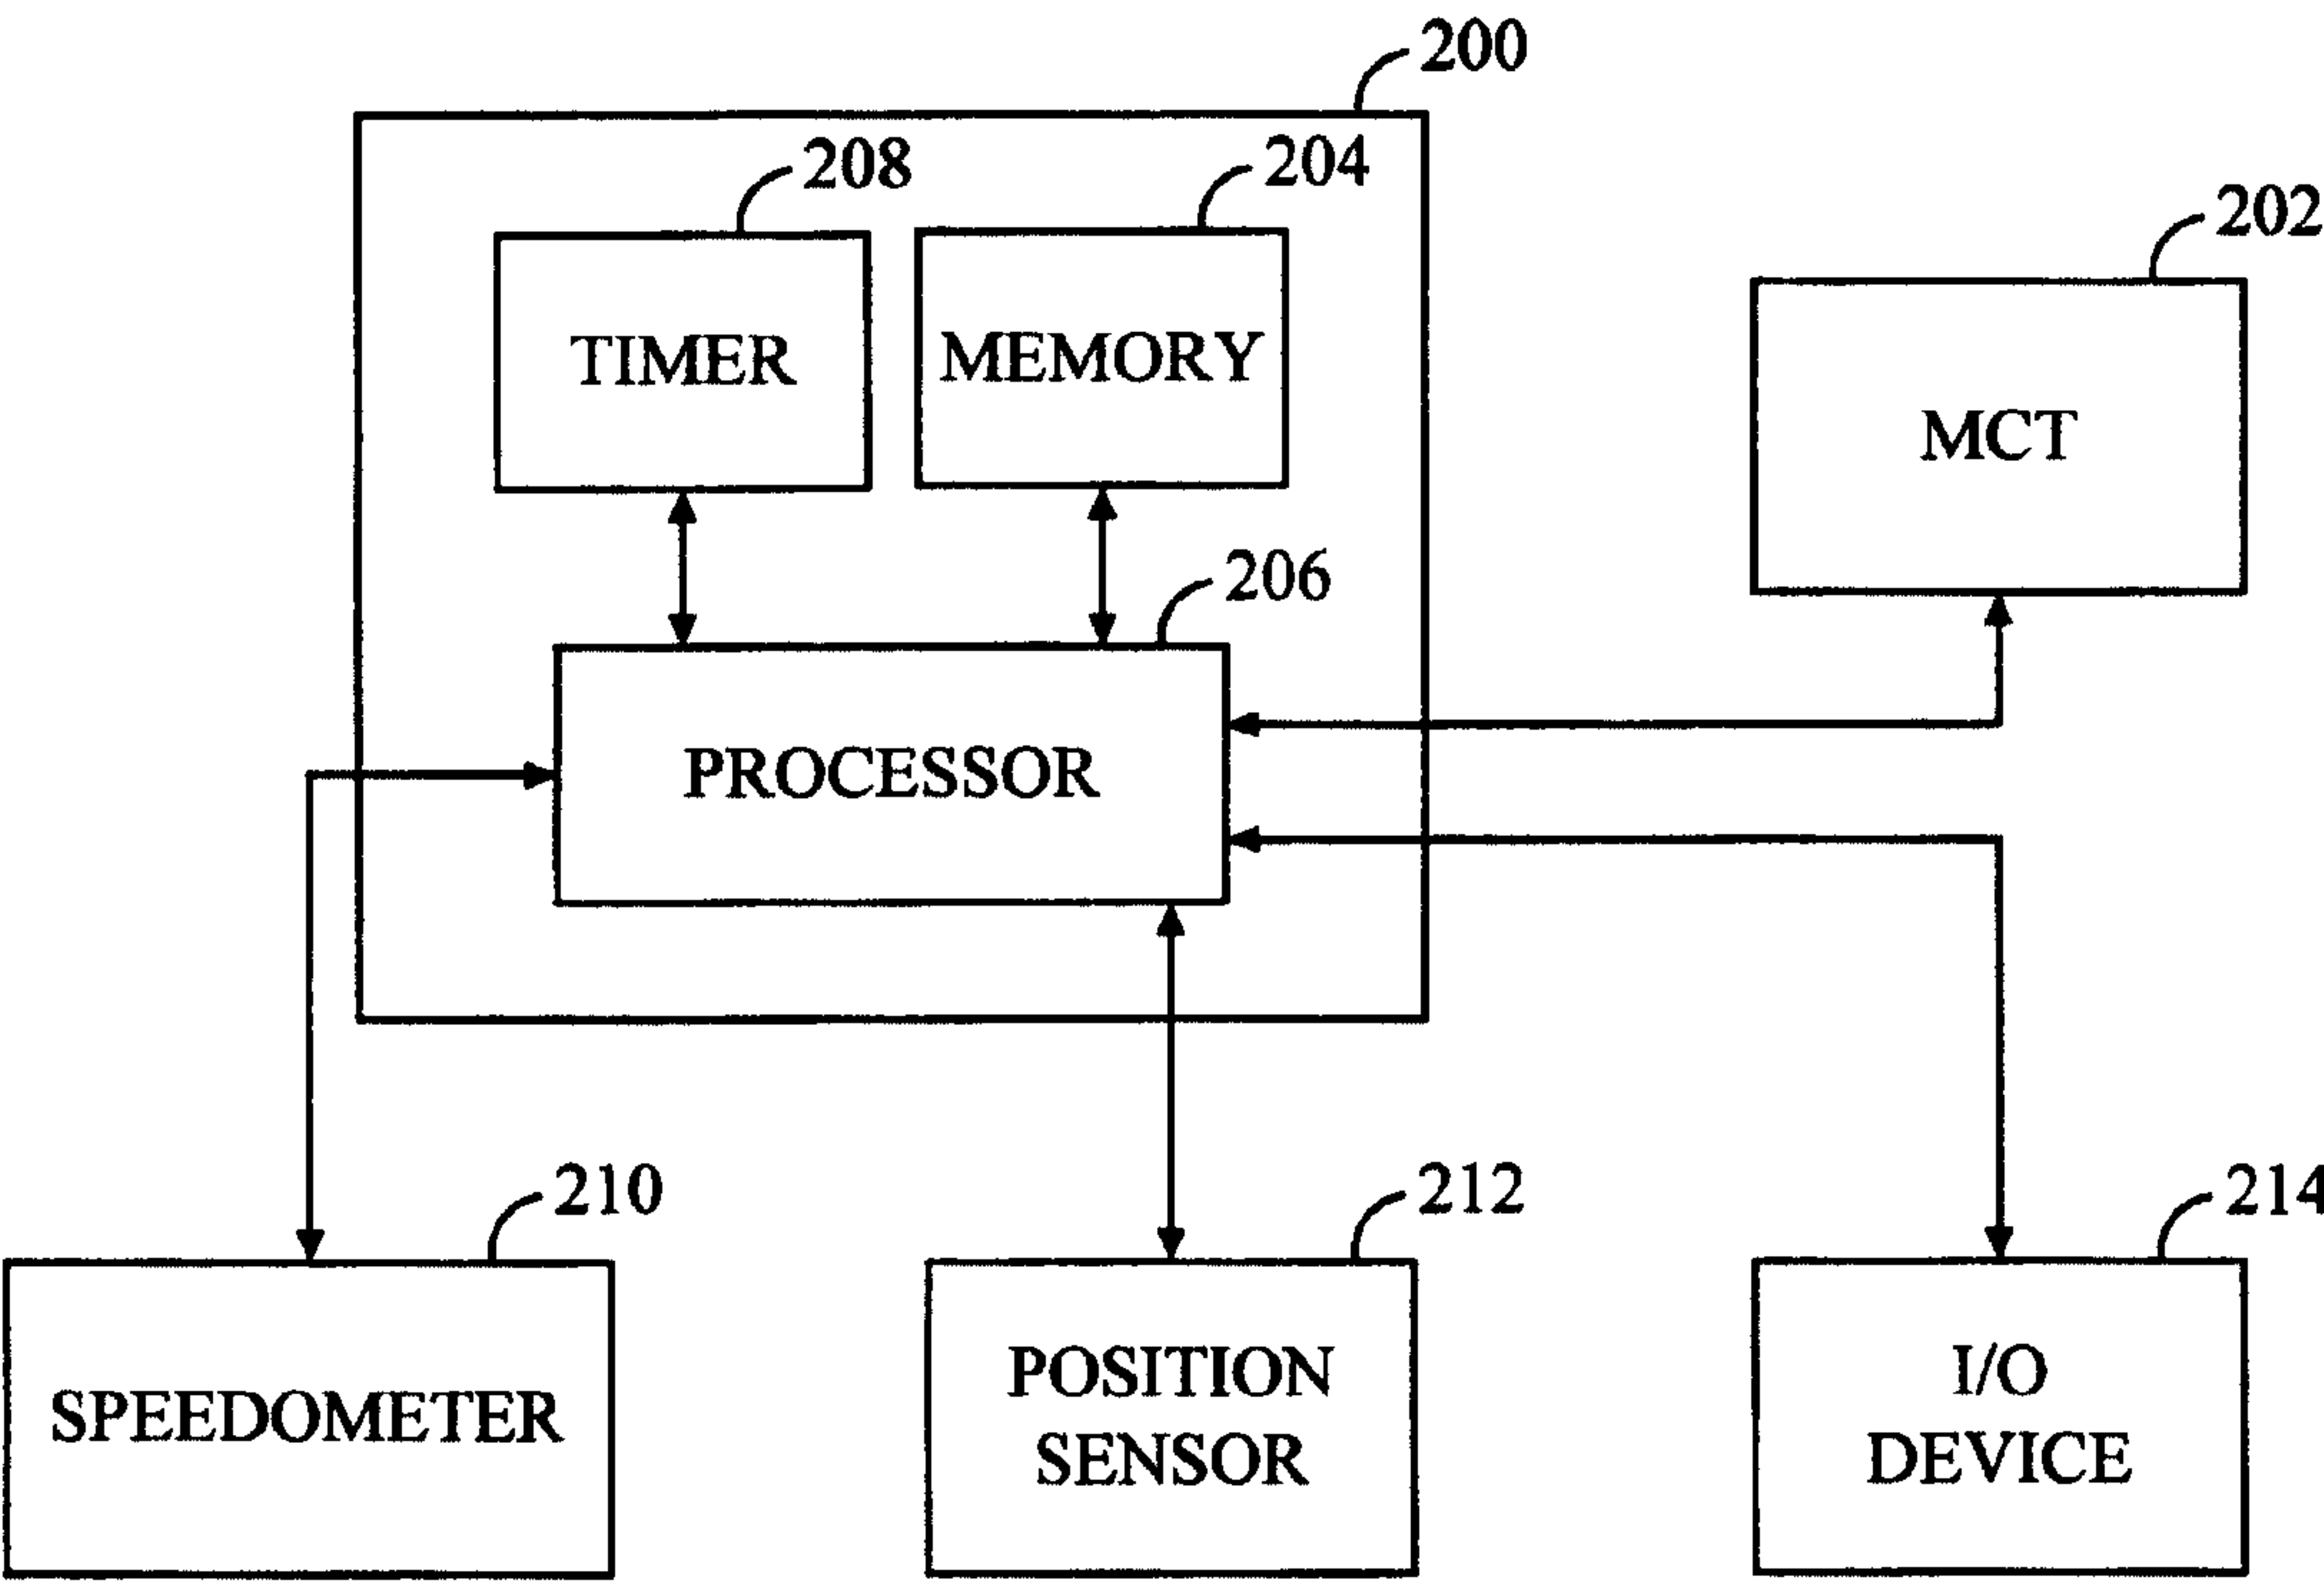 200
208
204
202
TIMER
MEMORY
MCT
206
PROCESSOR
210
212
214
SPEEDOMETER
POSITION
SENSOR
I/O
DEVICE